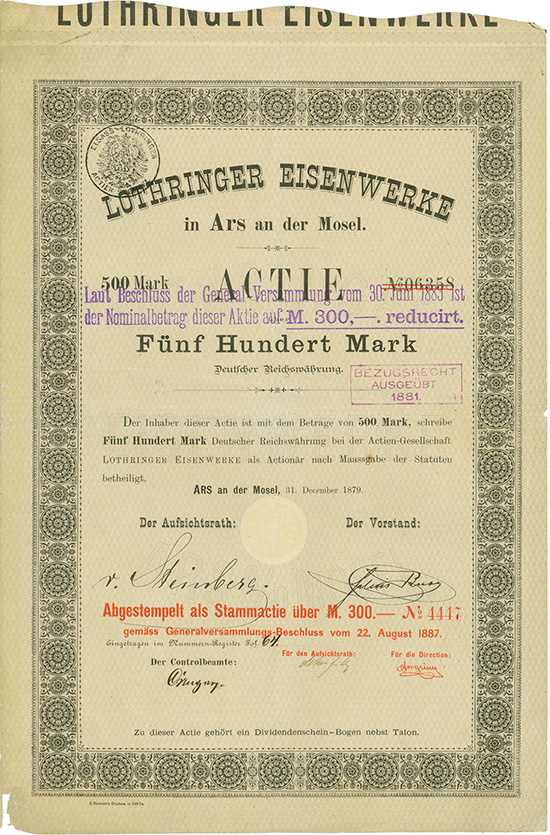 LOTHRINGER EISENWERKE
ELSASS-LOTHRINGEN
LOTHRINGER EISENWERKE
in Ars an der Mosel.
500 Mark ACTIE No 06358
Laut Beschluss der General-Versammlung vom 30. Juni 1883 ist
der Nominalbetrag dieser Aktie auf M. 300,—. reducirt.
Fünf Hundert Mark
Deutscher Reichswährung.
BEZUGSRECHT
AUSGEUBT
1881.
Der Inhaber dieser Actie ist mit dem Betrage von 500 Mark, schreibe
Fünf Hundert Mark Deutscher Reichswährung bei der Actien-Gesellschaft
LOTHRINGER EISENWERKE als Actionär nach Maassgabe der Statuten
betheiligt.
ARS an der Mosel, 31. December 1879.
Der Aufsichtsrath: Der Vorstand:
v. Steinberg.
Abgestempelt als Stammactie über M. 300.— No 4447
gemäss Generalversammlungs-Beschluss vom 22. August 1887.
Eingetragen im Nummern-Register Fol. 64.
Für den Aufsichtsrath: Für die Direction:
Der Controlbeamte:
Zu dieser Actie gehört ein Dividendenschein-Bogen nebst Talon.